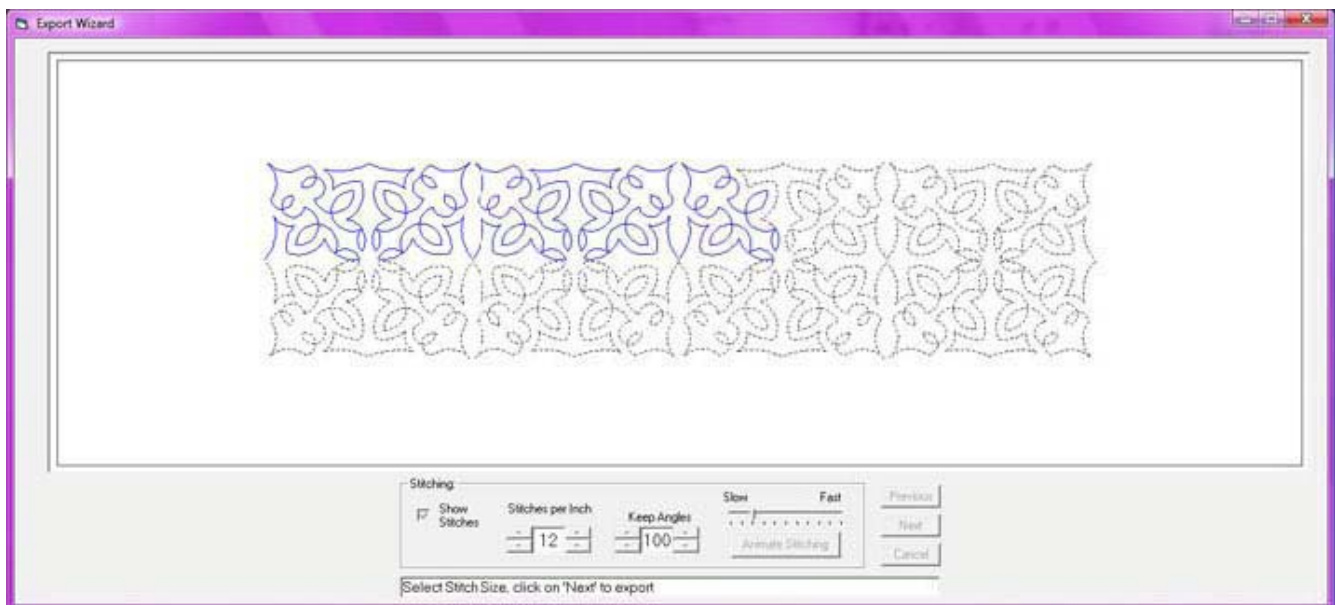 Export Wizard
Stitching:
Show
Stitches
Stitches per Inch
12
Keep Angles
100
Slow
Fast
Animate Stitching
Previous
Next
Cancel
Select Stitch Size, click on 'Next' to export